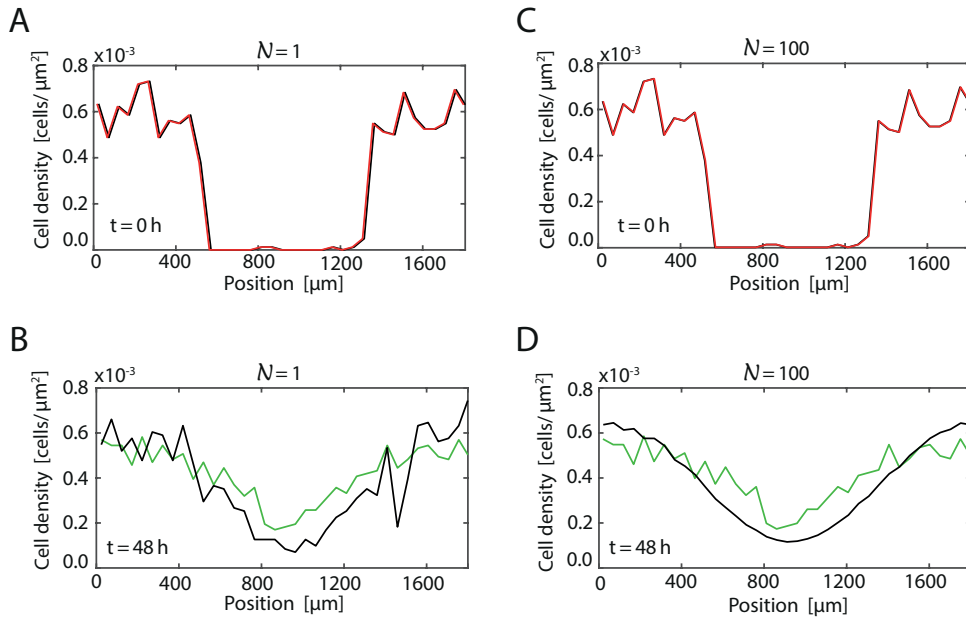 A
x10⁻³
N = 1
Cell density [cells/ μm²]
0.8
0.6
0.4
0.2
0.0
t = 0 h
0 400 800 1200 1600
Position [μm]
C
x10⁻³
N = 100
Cell density [cells/ μm²]
0.8
0.6
0.4
0.2
0.0
t = 0 h
0 400 800 1200 1600
Position [μm]
B
x10⁻³
N = 1
Cell density [cells/ μm²]
0.8
0.6
0.4
0.2
0.0
t = 48 h
0 400 800 1200 1600
Position [μm]
D
x10⁻³
N = 100
Cell density [cells/ μm²]
0.8
0.6
0.4
0.2
0.0
t = 48 h
0 400 800 1200 1600
Position [μm]